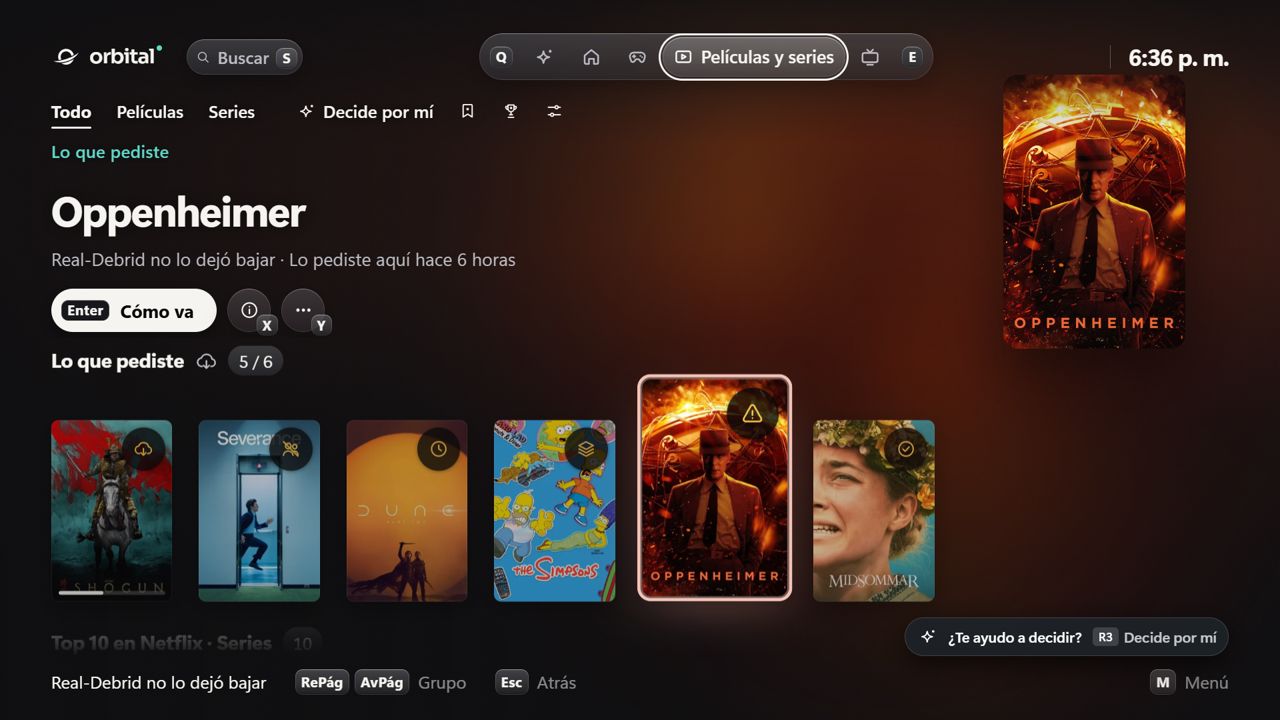 orbital
Buscar S
Q
Películas y series
E
6:36 p. m.
Todo
Películas
Series
Decide por mí
Lo que pediste
Oppenheimer
Real-Debrid no lo dejó bajar · Lo pediste aquí hace 6 horas
Enter Cómo va
X
Y
OPPENHEIMER
Lo que pediste 5 / 6
SHŌGUN
Severance
DUNE
THE SIMPSONS
OPPENHEIMER
MIDSOMMAR
Top 10 en Netflix · Series 10
¿Te ayudo a decidir? R3 Decide por mí
Real-Debrid no lo dejó bajar
RePág AvPág Grupo
Esc Atrás
M Menú